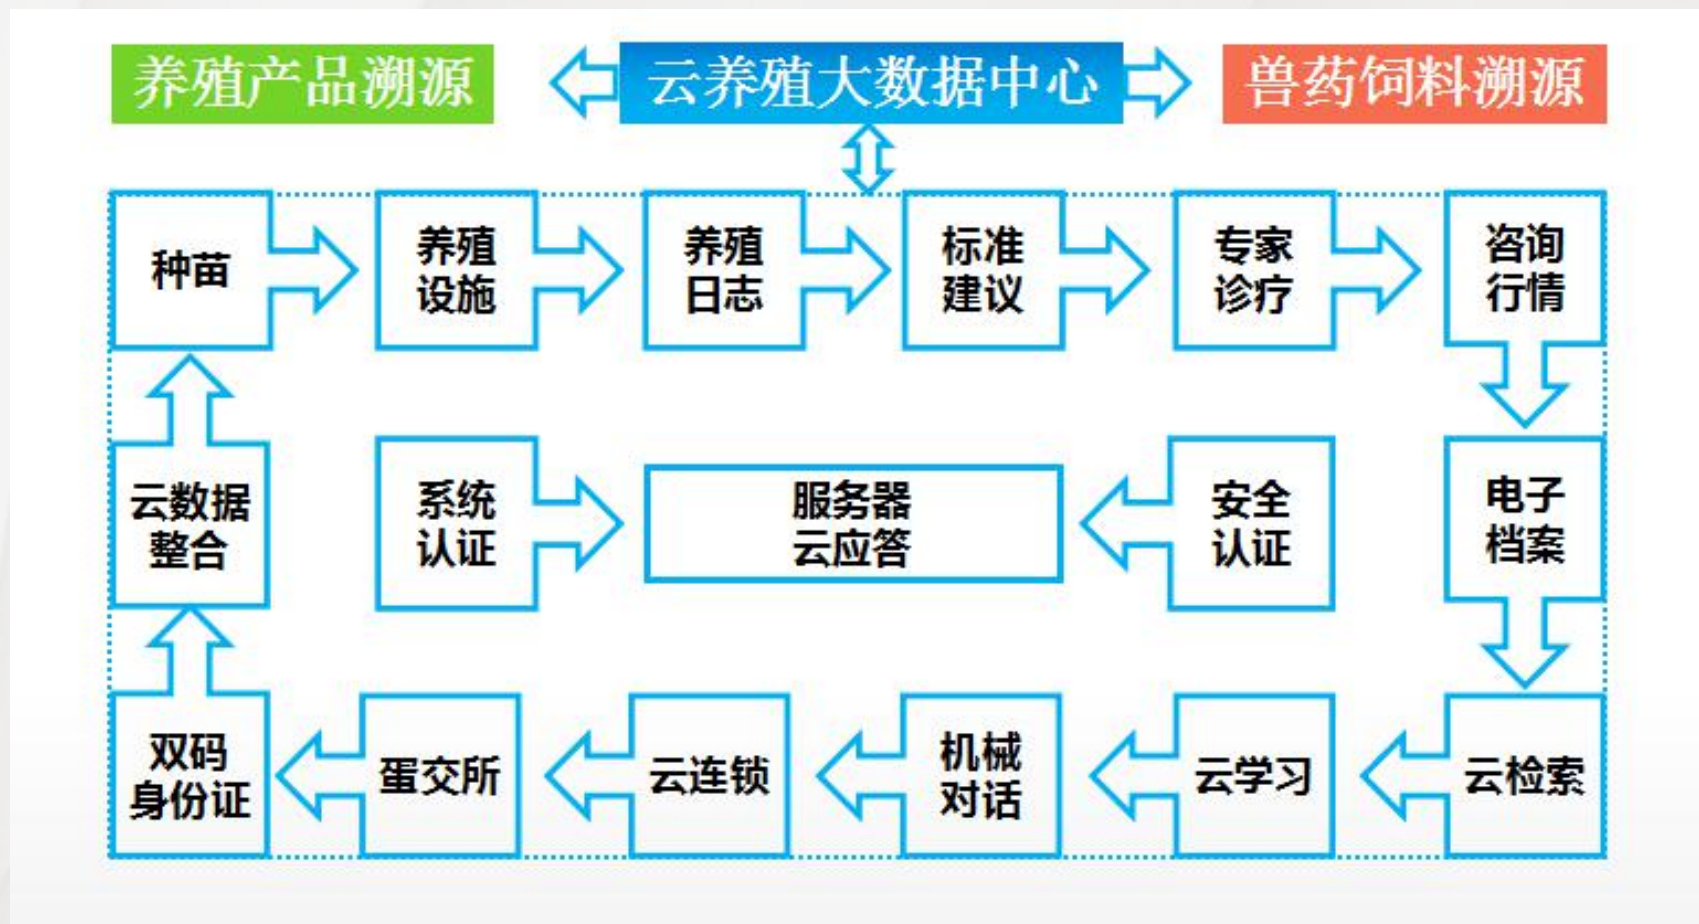 养殖产品溯源
云养殖大数据中心
兽药饲料溯源
种苗
养殖
设施
养殖
日志
标准
建议
专家
诊疗
咨询
行情
云数据
整合
系统
认证
服务器
云应答
安全
认证
电子
档案
双码
身份证
蛋交所
云连锁
机械
对话
云学习
云检索